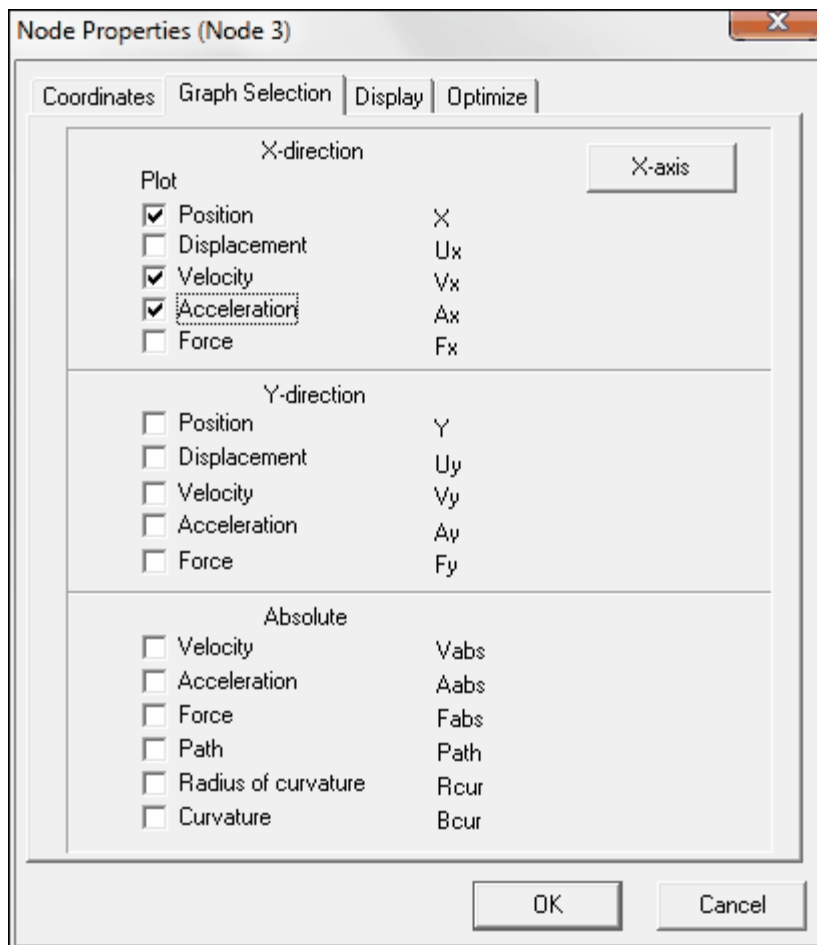 Node Properties (Node 3)
Coordinates Graph Selection Display Optimize
X-direction
X-axis
Plot
Position X
Displacement Ux
Velocity Vx
Acceleration Ax
Force Fx
Y-direction
Position Y
Displacement Uy
Velocity Vy
Acceleration Ay
Force Fy
Absolute
Velocity Vabs
Acceleration Aabs
Force Fabs
Path Path
Radius of curvature Rcur
Curvature Bcur
OK Cancel